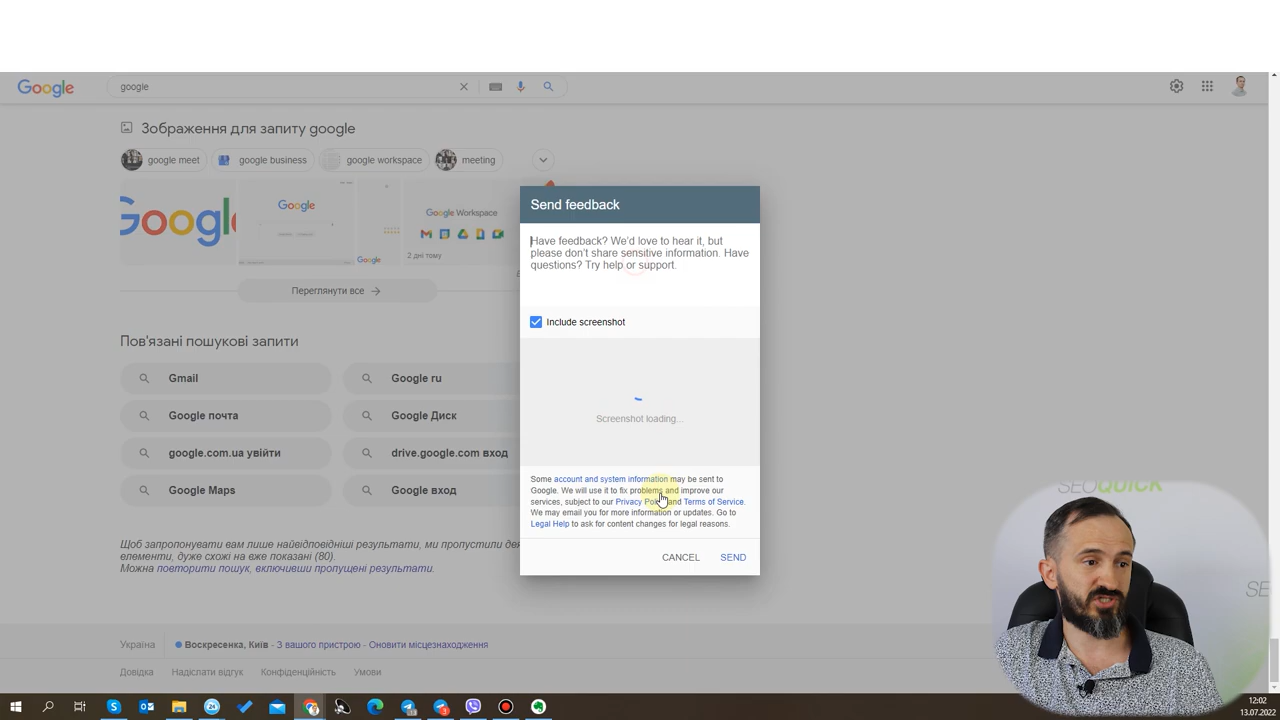 Google
google
Зображення для запиту google
google meet
google business
google workspace
meeting
Google
Google
Google Workspace
Google
2 дні тому
Переглянути все
Пов'язані пошукові запити
Gmail
Google ru
Google почта
Google Диск
google.com.ua увійти
drive.google.com вход
Google Maps
Google вход
Щоб запропонувати вам лише найвідповідніші результати, ми пропустили
елементи, дуже схожі на вже показані (80).
Можна повторити пошук, включивши пропущені результати.
Україна
Воскресенка, Київ - З вашого пристрою - Оновити місцезнаходження
Довідка
Надіслати відгук
Конфіденційність
Умови
Send feedback
Have feedback? We'd love to hear it, but
please don't share sensitive information. Have
questions? Try help or support.
Include screenshot
Screenshot loading...
Some account and system information may be sent to
Google. We will use it to fix problems and improve our
services, subject to our Privacy and Terms of Service.
We may email you for more information or updates. Go to
Legal Help to ask for content changes for legal reasons.
CANCEL
SEND
SEOQUICK
SE
24
12:02
13.07.2022